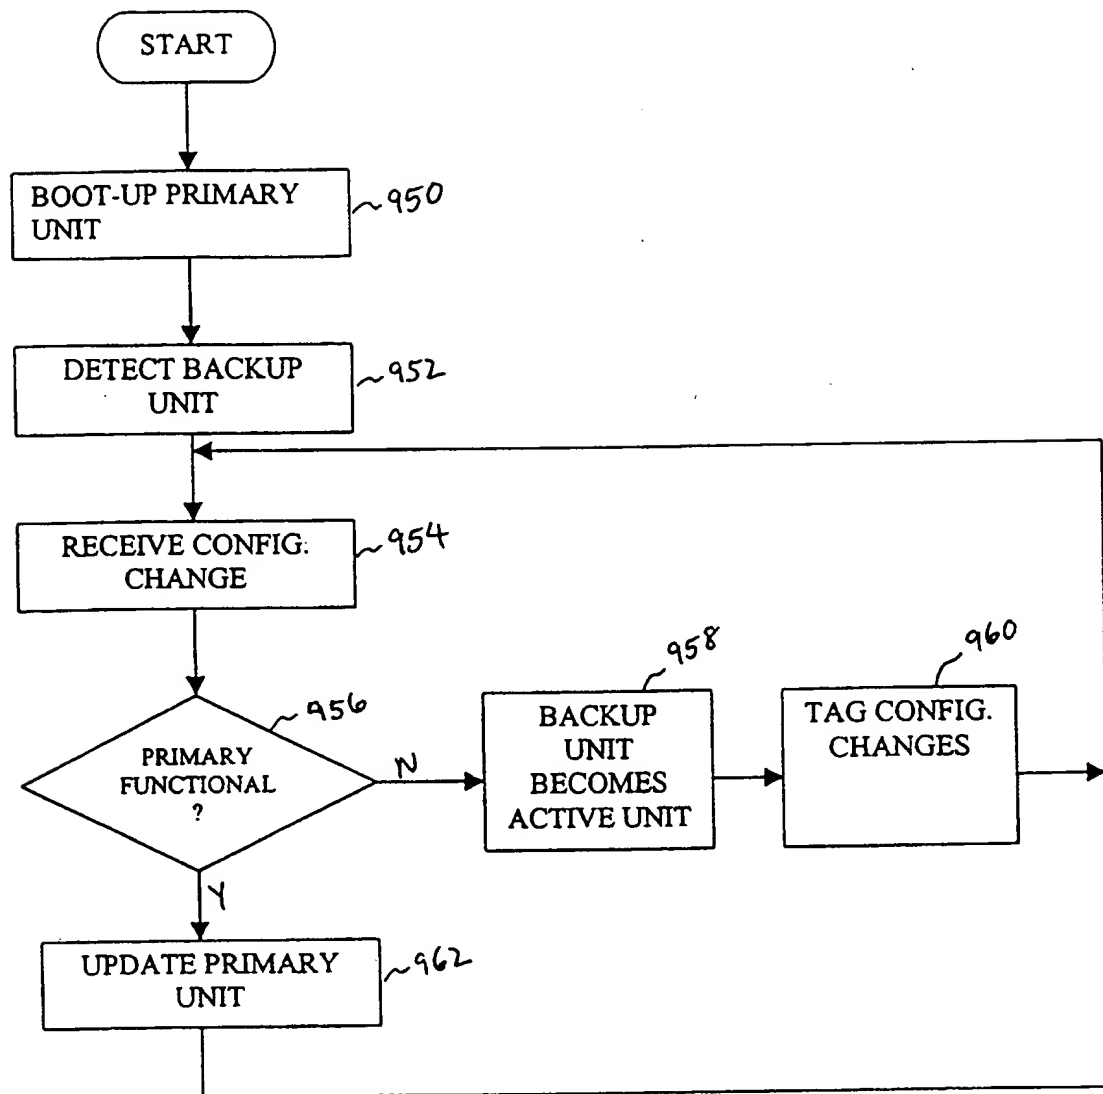 START
BOOT-UP PRIMARY
UNIT
950
DETECT BACKUP
UNIT
952
RECEIVE CONFIG.
CHANGE
954
PRIMARY
FUNCTIONAL
?
956
N
Y
BACKUP
UNIT
BECOMES
ACTIVE UNIT
958
TAG CONFIG.
CHANGES
960
UPDATE PRIMARY
UNIT
962